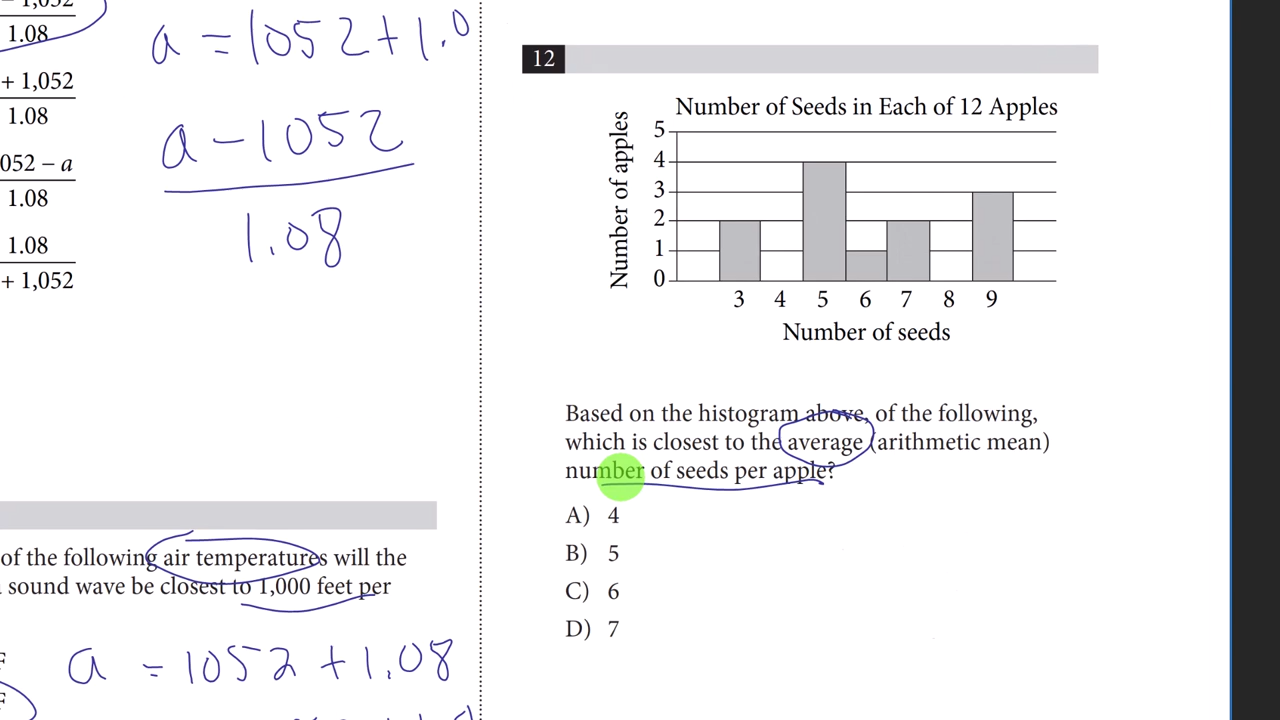 1.08
+ 1,052
1.08
052 − a
1.08
1.08
+ 1,052
a = 1052 + 1.0
a − 1052
1.08
of the following air temperatures will the
sound wave be closest to 1,000 feet per
F
F
a = 1052 + 1.08
12
Number of Seeds in Each of 12 Apples
Number of apples
5
4
3
2
1
0
3 4 5 6 7 8 9
Number of seeds
Based on the histogram above, of the following,
which is closest to the average (arithmetic mean)
number of seeds per apple?
A) 4
B) 5
C) 6
D) 7